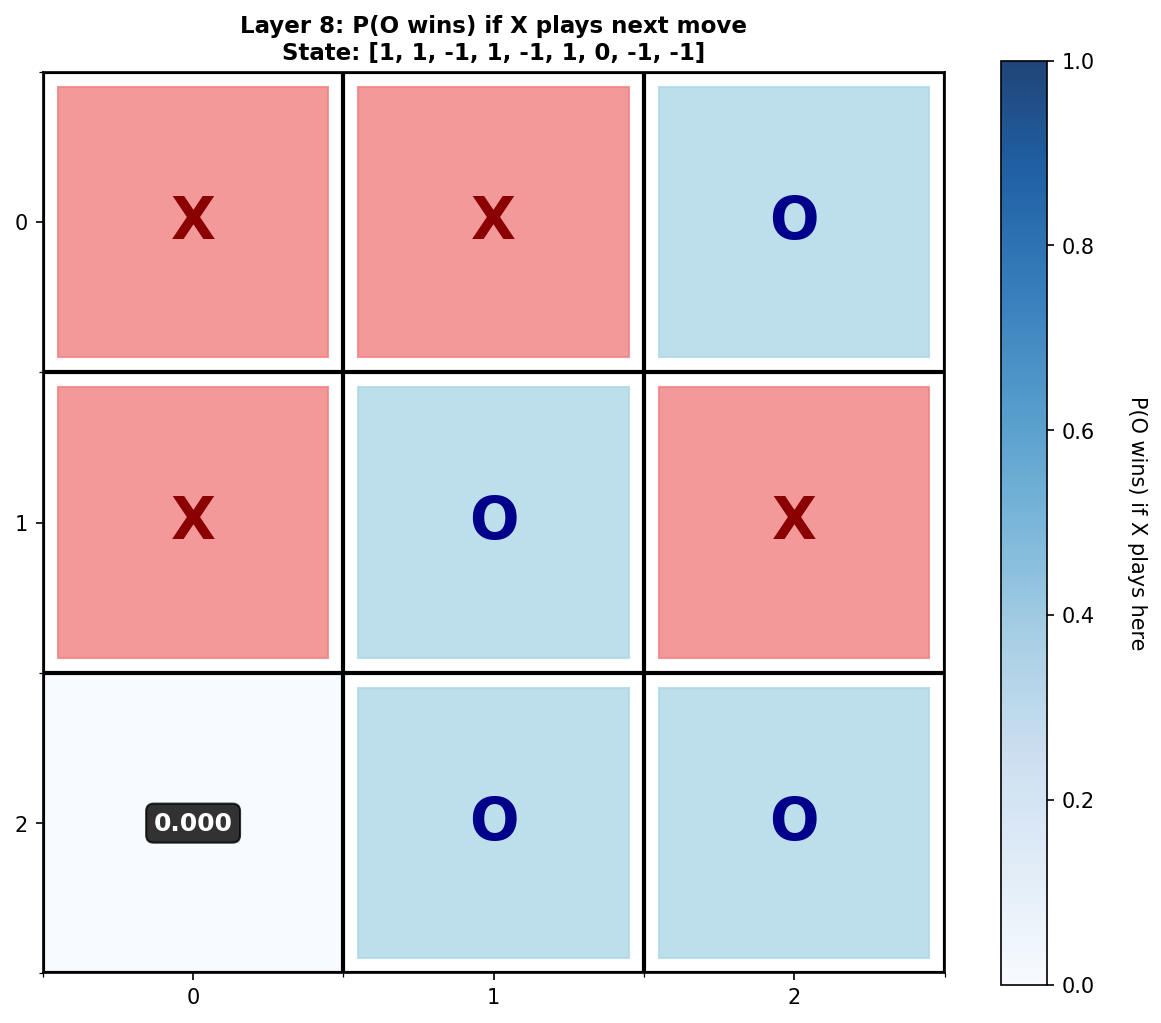 Layer 8: P(O wins) if X plays next move
State: [1, 1, -1, 1, -1, 1, 0, -1, -1]
1.0
0.8
0.6
0.4
0.2
0.0
P(O wins) if X plays here
0
X
X
O
1
X
O
X
2
0.000
O
O
0
1
2